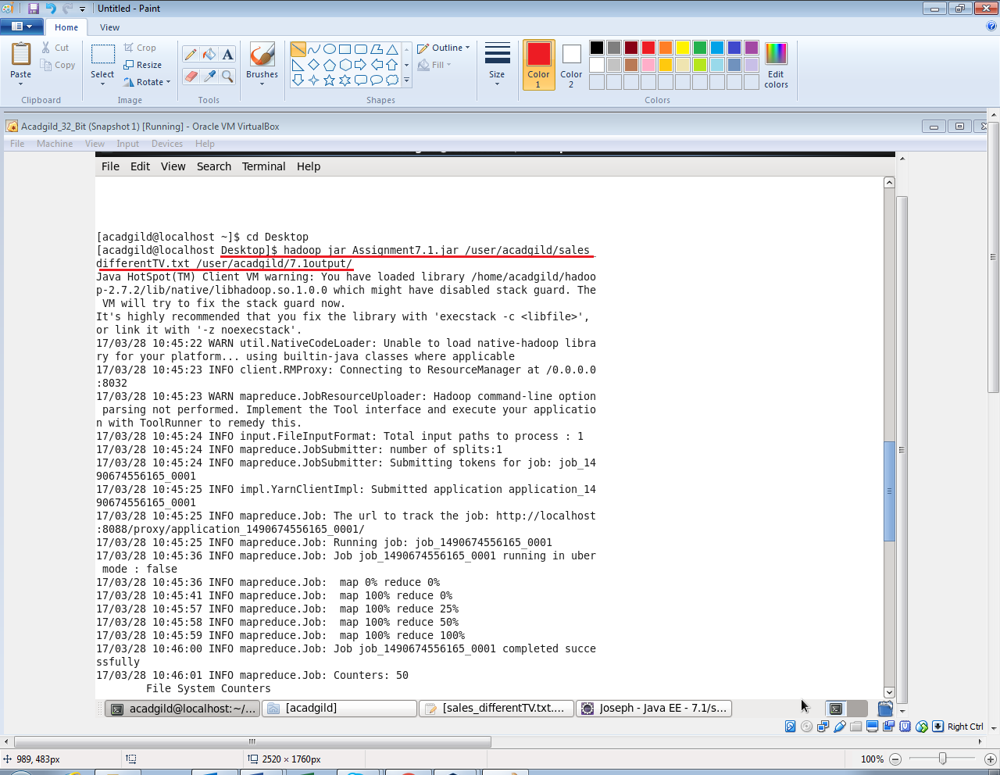 Untitled - Paint
Home
View
Paste
Cut
Copy
Clipboard
Select
Crop
Resize
Rotate
Image
Tools
Brushes
Outline
Fill
Shapes
Size
Color 1
Color 2
Edit colors
Colors
Acadgild_32_Bit (Snapshot 1) [Running] - Oracle VM VirtualBox
File Machine View Input Devices Help
File Edit View Search Terminal Help
[acadgild@localhost ~]$ cd Desktop
[acadgild@localhost Desktop]$ hadoop jar Assignment7.1.jar /user/acadgild/sales_
differentTV.txt /user/acadgild/7.1output/
Java HotSpot(TM) Client VM warning: You have loaded library /home/acadgild/hadoo
p-2.7.2/lib/native/libhadoop.so.1.0.0 which might have disabled stack guard. The
 VM will try to fix the stack guard now.
It's highly recommended that you fix the library with 'execstack -c <libfile>',
or link it with '-z noexecstack'.
17/03/28 10:45:22 WARN util.NativeCodeLoader: Unable to load native-hadoop libra
ry for your platform... using builtin-java classes where applicable
17/03/28 10:45:23 INFO client.RMProxy: Connecting to ResourceManager at /0.0.0.0
:8032
17/03/28 10:45:23 WARN mapreduce.JobResourceUploader: Hadoop command-line option
 parsing not performed. Implement the Tool interface and execute your applicatio
n with ToolRunner to remedy this.
17/03/28 10:45:24 INFO input.FileInputFormat: Total input paths to process : 1
17/03/28 10:45:24 INFO mapreduce.JobSubmitter: number of splits:1
17/03/28 10:45:24 INFO mapreduce.JobSubmitter: Submitting tokens for job: job_14
90674556165_0001
17/03/28 10:45:25 INFO impl.YarnClientImpl: Submitted application application_14
90674556165_0001
17/03/28 10:45:25 INFO mapreduce.Job: The url to track the job: http://localhost
:8088/proxy/application_1490674556165_0001/
17/03/28 10:45:25 INFO mapreduce.Job: Running job: job_1490674556165_0001
17/03/28 10:45:36 INFO mapreduce.Job: Job job_1490674556165_0001 running in uber
 mode : false
17/03/28 10:45:36 INFO mapreduce.Job:  map 0% reduce 0%
17/03/28 10:45:41 INFO mapreduce.Job:  map 100% reduce 0%
17/03/28 10:45:57 INFO mapreduce.Job:  map 100% reduce 25%
17/03/28 10:45:58 INFO mapreduce.Job:  map 100% reduce 50%
17/03/28 10:45:59 INFO mapreduce.Job:  map 100% reduce 100%
17/03/28 10:46:00 INFO mapreduce.Job: Job job_1490674556165_0001 completed succe
ssfully
17/03/28 10:46:01 INFO mapreduce.Job: Counters: 50
File System Counters
acadgild@localhost:~/...
[acadgild]
[sales_differentTV.txt....
Joseph - Java EE - 7.1/s...
Right Ctrl
989, 483px
2520 × 1760px
100%